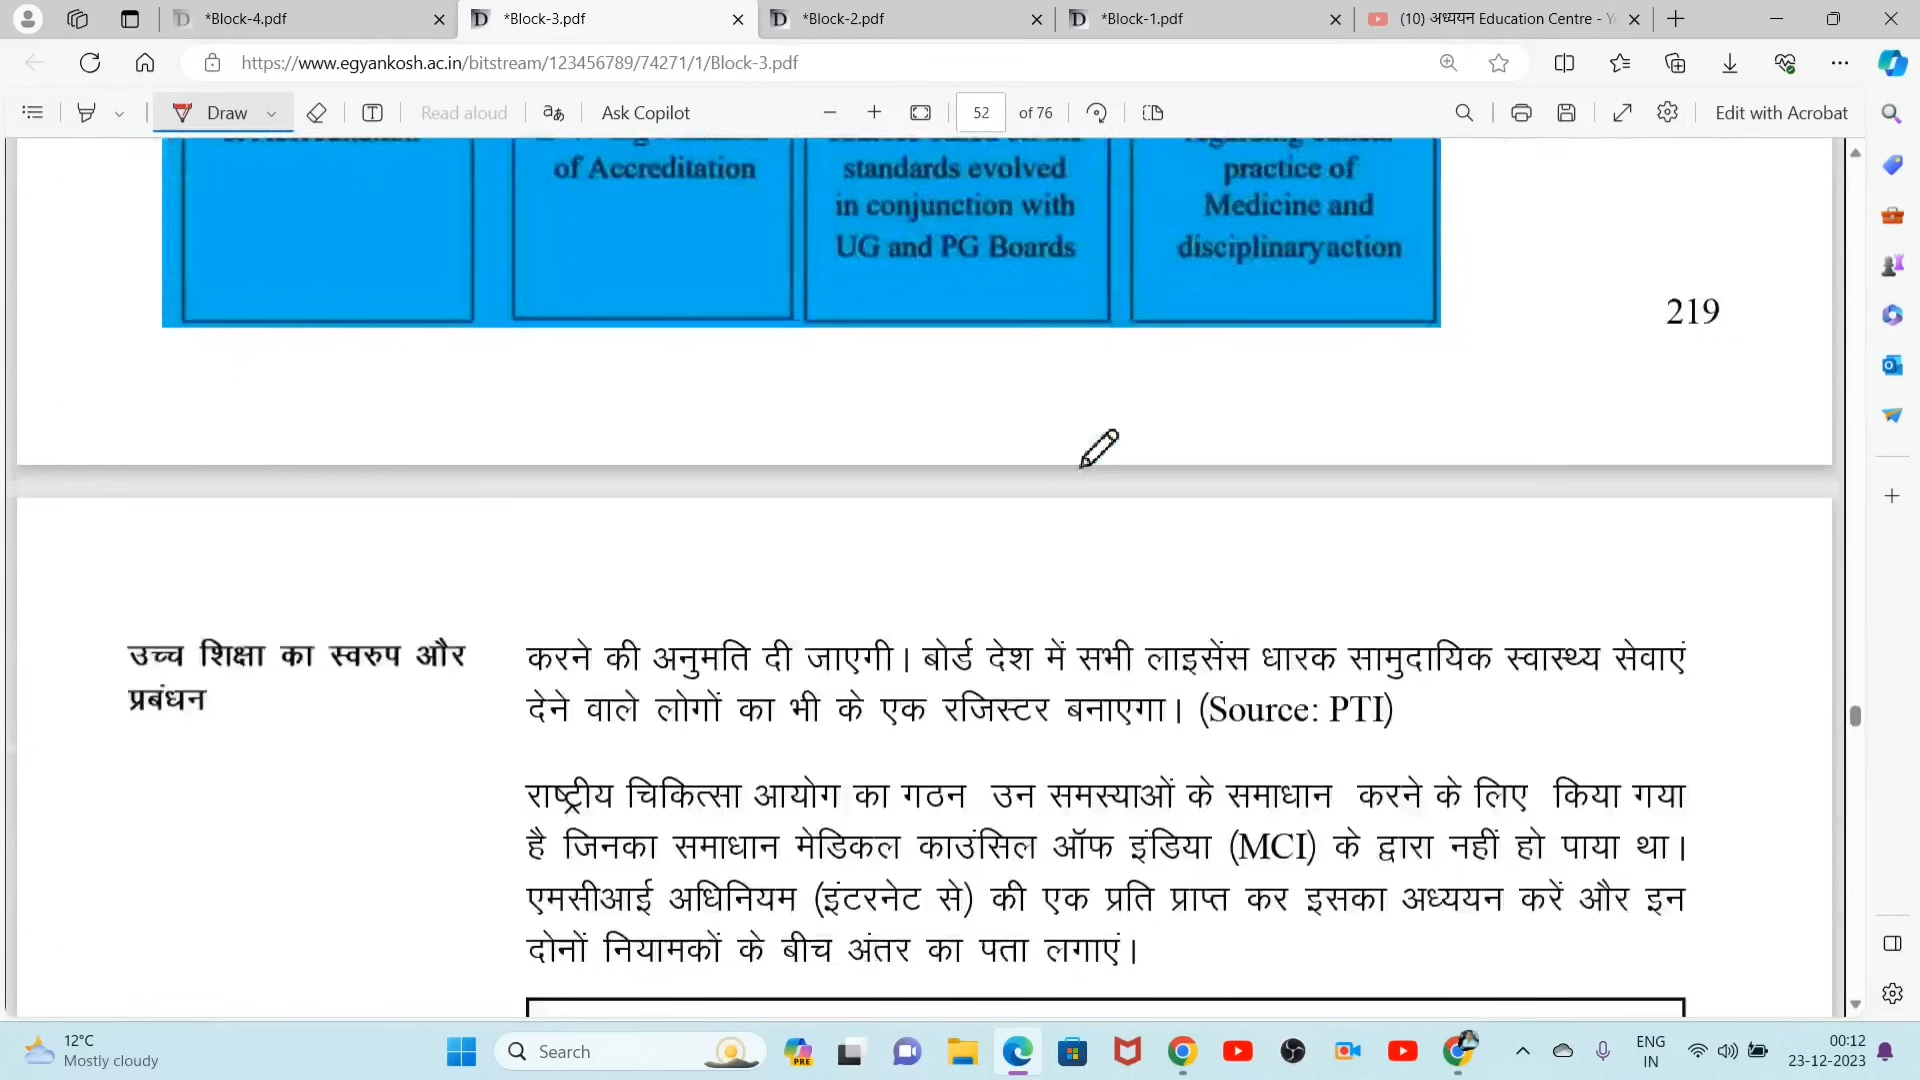 *Block-4.pdf
*Block-3.pdf
*Block-2.pdf
*Block-1.pdf
(10) अध्ययन Education Centre -
https://www.egyankosh.ac.in/bitstream/123456789/74271/1/Block-3.pdf
Draw
Read aloud
aあ
Ask Copilot
52 of 76
Edit with Acrobat
of Accreditation
standards evolved
in conjunction with
UG and PG Boards
practice of
Medicine and
disciplinaryaction
219
उच्च शिक्षा का स्वरुप और
प्रबंधन
करने की अनुमति दी जाएगी। बोर्ड देश में सभी लाइसेंस धारक सामुदायिक स्वास्थ्य सेवाएं
देने वाले लोगों का भी के एक रजिस्टर बनाएगा। (Source: PTI)
राष्ट्रीय चिकित्सा आयोग का गठन उन समस्याओं के समाधान करने के लिए किया गया
है जिनका समाधान मेडिकल काउंसिल ऑफ इंडिया (MCI) के द्वारा नहीं हो पाया था।
एमसीआई अधिनियम (इंटरनेट से) की एक प्रति प्राप्त कर इसका अध्ययन करें और इन
दोनों नियामकों के बीच अंतर का पता लगाएं।
12°C
Mostly cloudy
Search
PRE
ENG
IN
00:12
23-12-2023